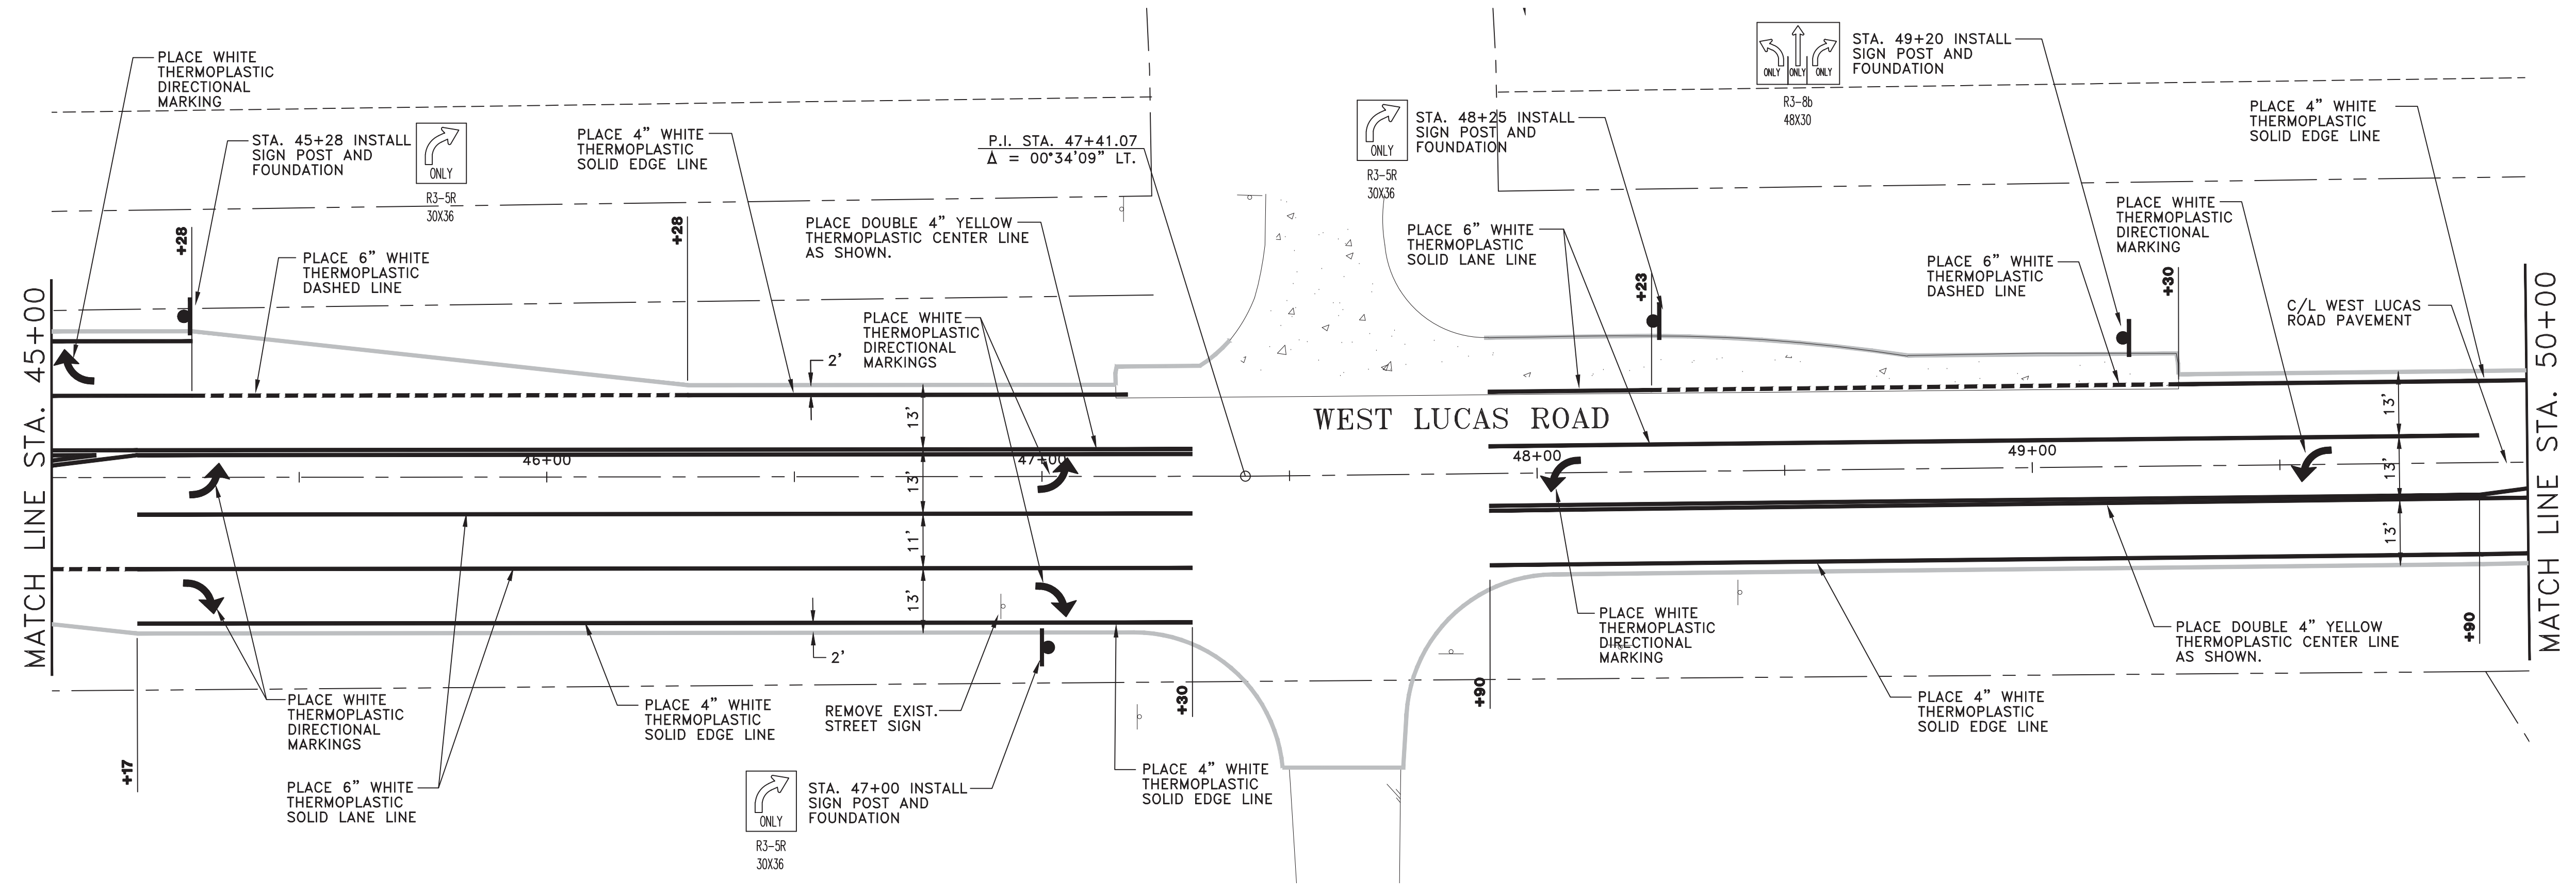 PLACE WHITE
THERMOPLASTIC
DIRECTIONAL
MARKING
STA. 45+28 INSTALL
SIGN POST AND
FOUNDATION
ONLY
R3-5R
30X36
PLACE 4" WHITE
THERMOPLASTIC
SOLID EDGE LINE
P.I. STA. 47+41.07
Δ = 00°34'09" LT.
ONLY
R3-5R
30X36
STA. 48+25 INSTALL
SIGN POST AND
FOUNDATION
ONLY ONLY ONLY
R3-8b
48X30
STA. 49+20 INSTALL
SIGN POST AND
FOUNDATION
PLACE 4" WHITE
THERMOPLASTIC
SOLID EDGE LINE
+28
PLACE 6" WHITE
THERMOPLASTIC
DASHED LINE
+28
PLACE DOUBLE 4" YELLOW
THERMOPLASTIC CENTER LINE
AS SHOWN.
PLACE WHITE
THERMOPLASTIC
DIRECTIONAL
MARKINGS
PLACE 6" WHITE
THERMOPLASTIC
SOLID LANE LINE
+23
PLACE 6" WHITE
THERMOPLASTIC
DASHED LINE
PLACE WHITE
THERMOPLASTIC
DIRECTIONAL
MARKING
+30
C/L WEST LUCAS
ROAD PAVEMENT
MATCH LINE STA. 45+00
MATCH LINE STA. 50+00
2'
13'
13'
11'
13'
2'
WEST LUCAS ROAD
13'
13'
13'
46+00
47+00
48+00
49+00
+17
PLACE WHITE
THERMOPLASTIC
DIRECTIONAL
MARKINGS
PLACE 6" WHITE
THERMOPLASTIC
SOLID LANE LINE
PLACE 4" WHITE
THERMOPLASTIC
SOLID EDGE LINE
REMOVE EXIST.
STREET SIGN
ONLY
R3-5R
30X36
STA. 47+00 INSTALL
SIGN POST AND
FOUNDATION
+30
PLACE 4" WHITE
THERMOPLASTIC
SOLID EDGE LINE
+90
PLACE WHITE
THERMOPLASTIC
DIRECTIONAL
MARKING
PLACE 4" WHITE
THERMOPLASTIC
SOLID EDGE LINE
PLACE DOUBLE 4" YELLOW
THERMOPLASTIC CENTER LINE
AS SHOWN.
+90